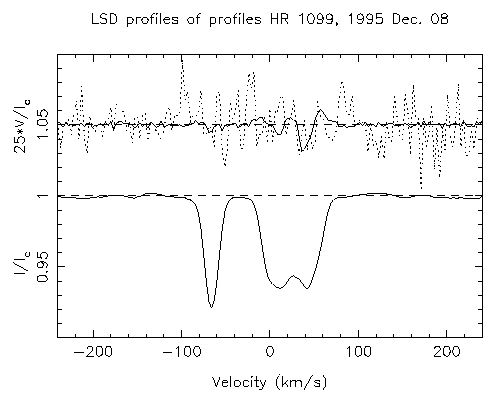 LSD profiles of profiles HR 1099, 1995 Dec. 08
25*V/Ic
1.05
1
I/Ic
0.95
−200 −100 0 100 200
Velocity (km/s)